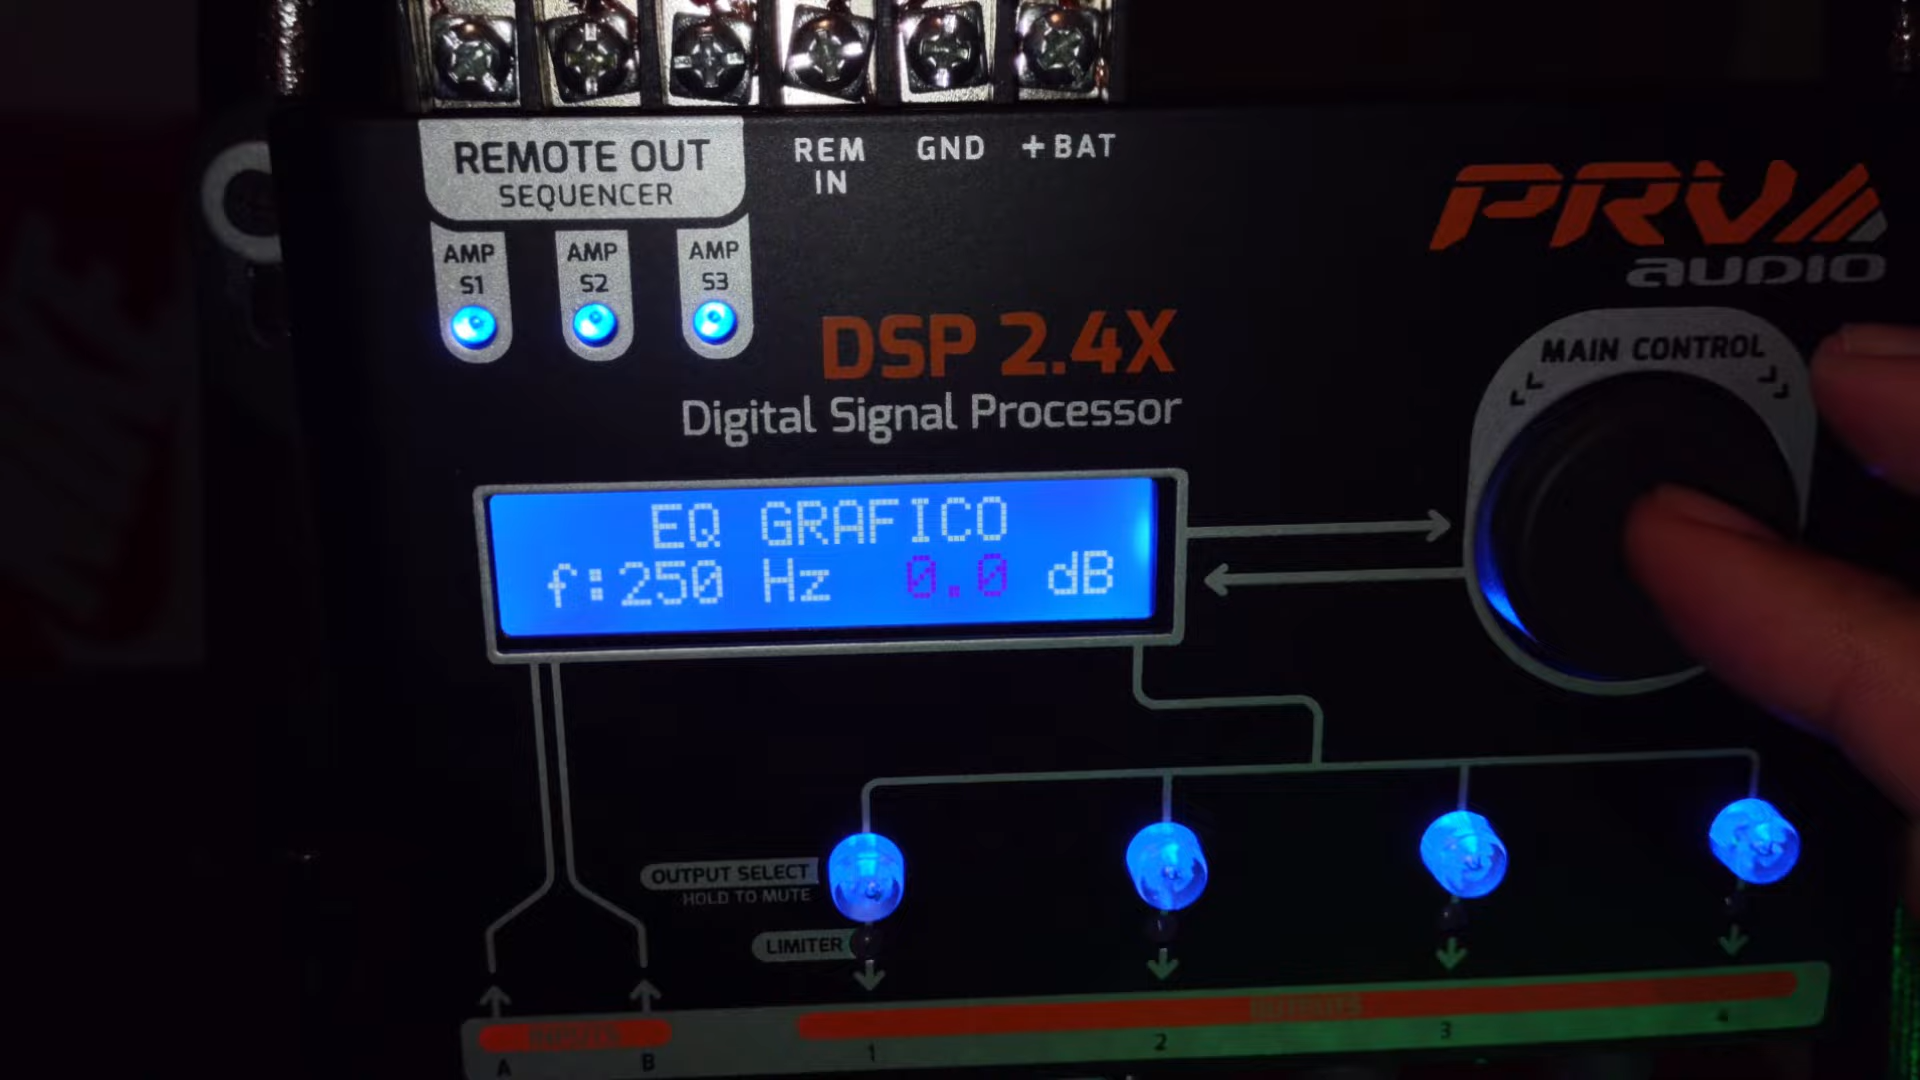 REMOTE OUT
SEQUENCER
REM
IN
GND
+BAT
AMP
S1
AMP
S2
AMP
S3
PRV
AUDIO
DSP 2.4X
Digital Signal Processor
MAIN CONTROL
EQ GRAFICO
f:250 Hz 0.0 dB
OUTPUT SELECT
HOLD TO MUTE
LIMITER
INPUTS
OUTPUTS
A
B
1
2
3
4